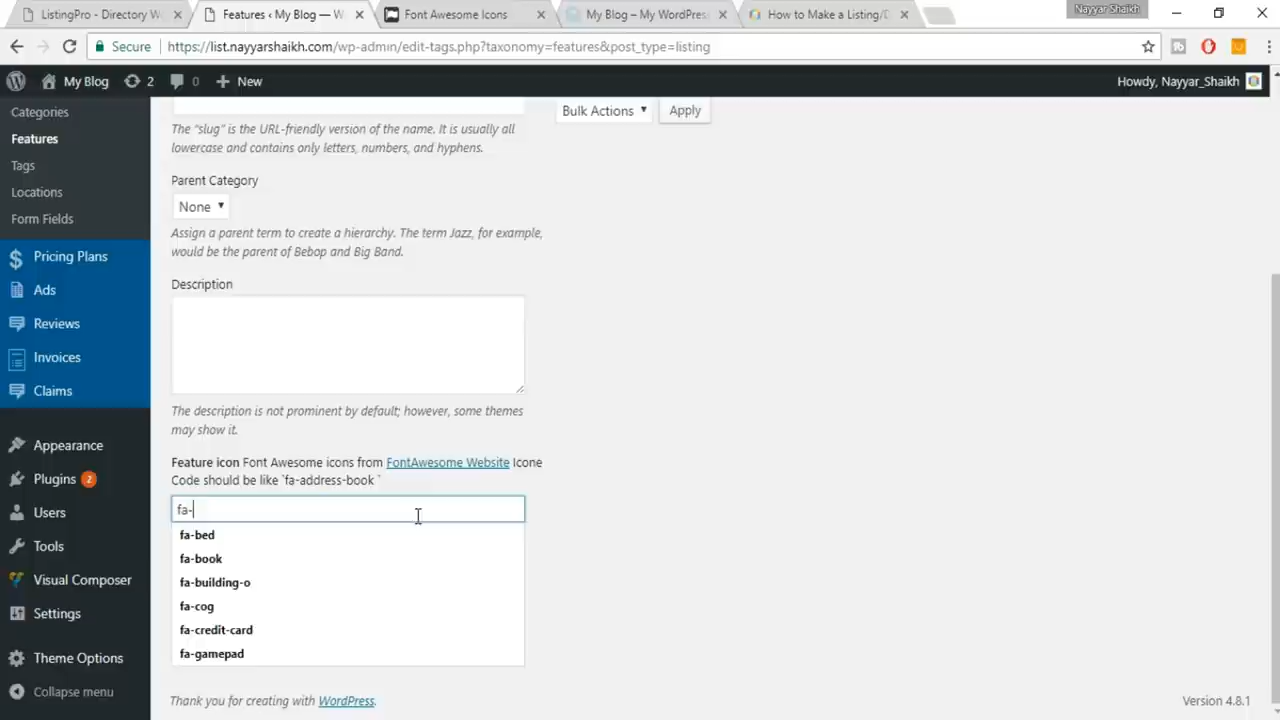 ListingPro - Directory W
Features ‹ My Blog — W
Font Awesome Icons
My Blog – My WordPress
How to Make a Listing/D
Nayyar Shaikh
Secure
https://list.nayyarshaikh.com/wp-admin/edit-tags.php?taxonomy=features&post_type=listing
My Blog
2
0
New
Howdy, Nayyar_Shaikh
Categories
Features
Tags
Locations
Form Fields
Pricing Plans
Ads
Reviews
Invoices
Claims
Appearance
Plugins 2
Users
Tools
Visual Composer
Settings
Theme Options
Collapse menu
Bulk Actions
Apply
The “slug” is the URL-friendly version of the name. It is usually all
lowercase and contains only letters, numbers, and hyphens.
Parent Category
None
Assign a parent term to create a hierarchy. The term Jazz, for example,
would be the parent of Bebop and Big Band.
Description
The description is not prominent by default; however, some themes
may show it.
Feature icon Font Awesome icons from FontAwesome Website Icone
Code should be like `fa-address-book `
fa-
fa-bed
fa-book
fa-building-o
fa-cog
fa-credit-card
fa-gamepad
Thank you for creating with WordPress.
Version 4.8.1